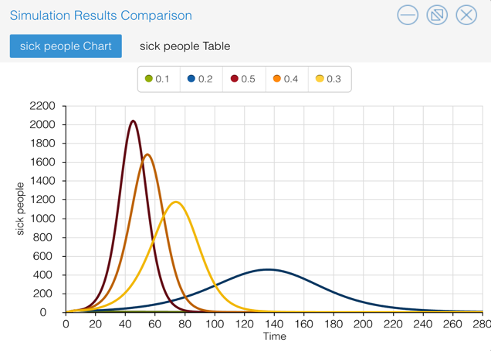 Simulation Results Comparison
sick people Chart sick people Table
0.1 0.2 0.5 0.4 0.3
2200
2000
1800
1600
1400
1200
1000
800
600
400
200
0
sick people
0 20 40 60 80 100 120 140 160 180 200 220 240 260 280
Time